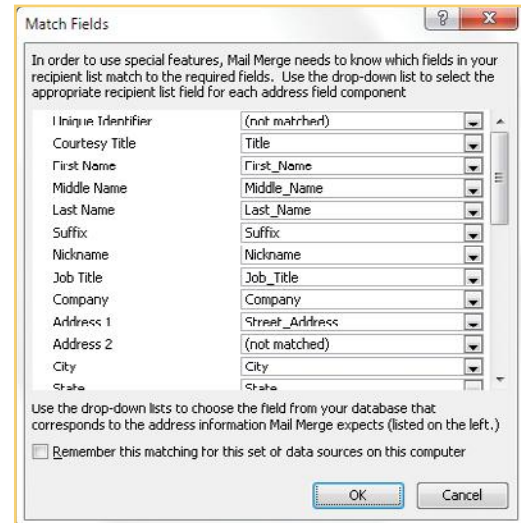 Match Fields
In order to use special features, Mail Merge needs to know which fields in your
recipient list match to the required fields. Use the drop-down list to select the
appropriate recipient list field for each address field component
Unique Identifier (not matched)
Courtesy Title Title
First Name First_Name
Middle Name Middle_Name
Last Name Last_Name
Suffix Suffix
Nickname Nickname
Job Title Job_Title
Company Company
Address 1 Street_Address
Address 2 (not matched)
City City
State State
Use the drop-down lists to choose the field from your database that
corresponds to the address information Mail Merge expects (listed on the left.)
Remember this matching for this set of data sources on this computer
OK Cancel